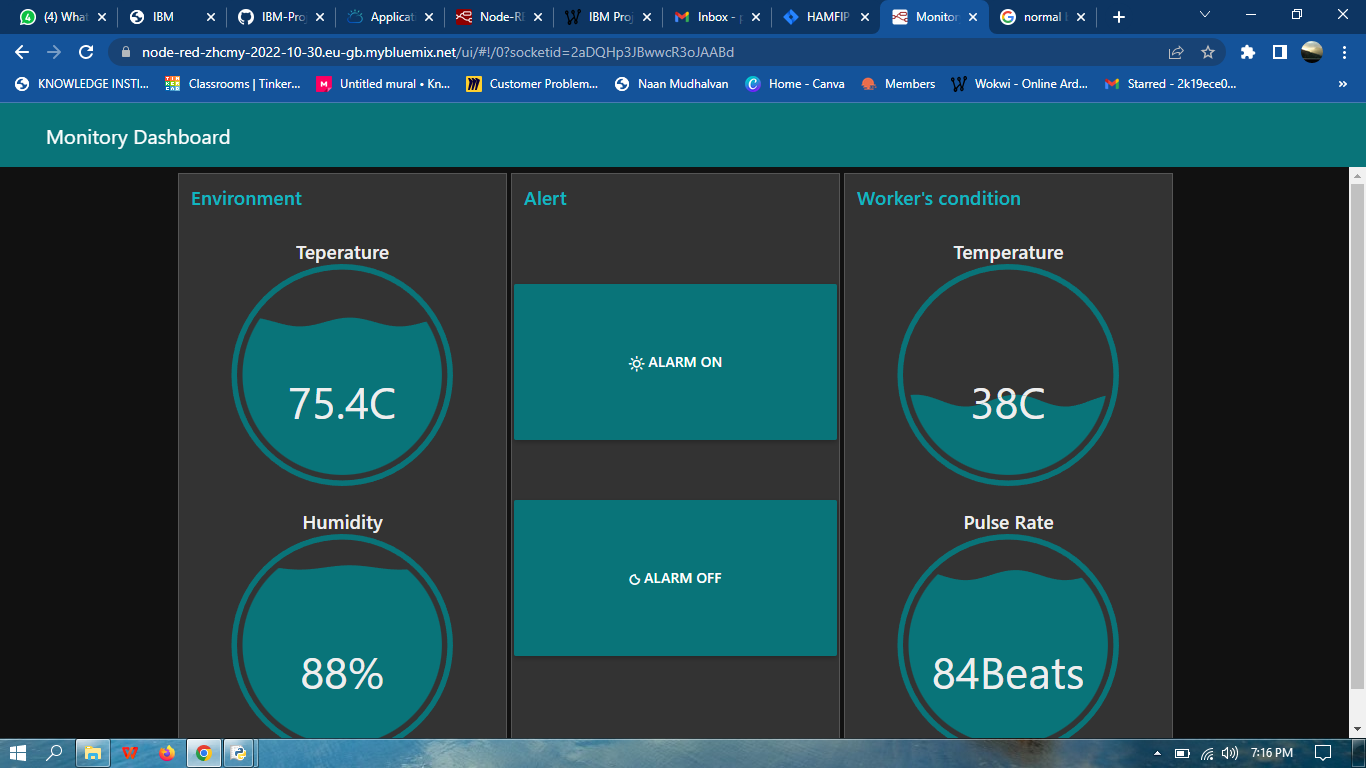 (4) What
IBM
IBM-Proj
Applicati
Node-RE
IBM Proj
Inbox - p
HAMFIP
Monitory
normal l
node-red-zhcmy-2022-10-30.eu-gb.mybluemix.net/ui/#!/0?socketid=2aDQHp3JBwwcR3oJAABd
KNOWLEDGE INSTI...
Classrooms | Tinker...
Untitled mural • Kn...
Customer Problem...
Naan Mudhalvan
Home - Canva
Members
Wokwi - Online Ard...
Starred - 2k19ece0...
»
Monitory Dashboard
Environment
Teperature
75.4C
Humidity
88%
Alert
ALARM ON
ALARM OFF
Worker's condition
Temperature
38C
Pulse Rate
84Beats
7:16 PM